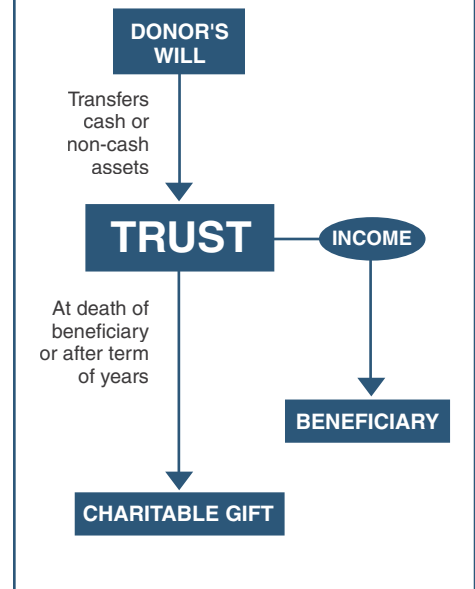 DONOR'S
WILL
Transfers
cash or
non-cash
assets
TRUST
INCOME
At death of
beneficiary
or after term
of years
BENEFICIARY
CHARITABLE GIFT